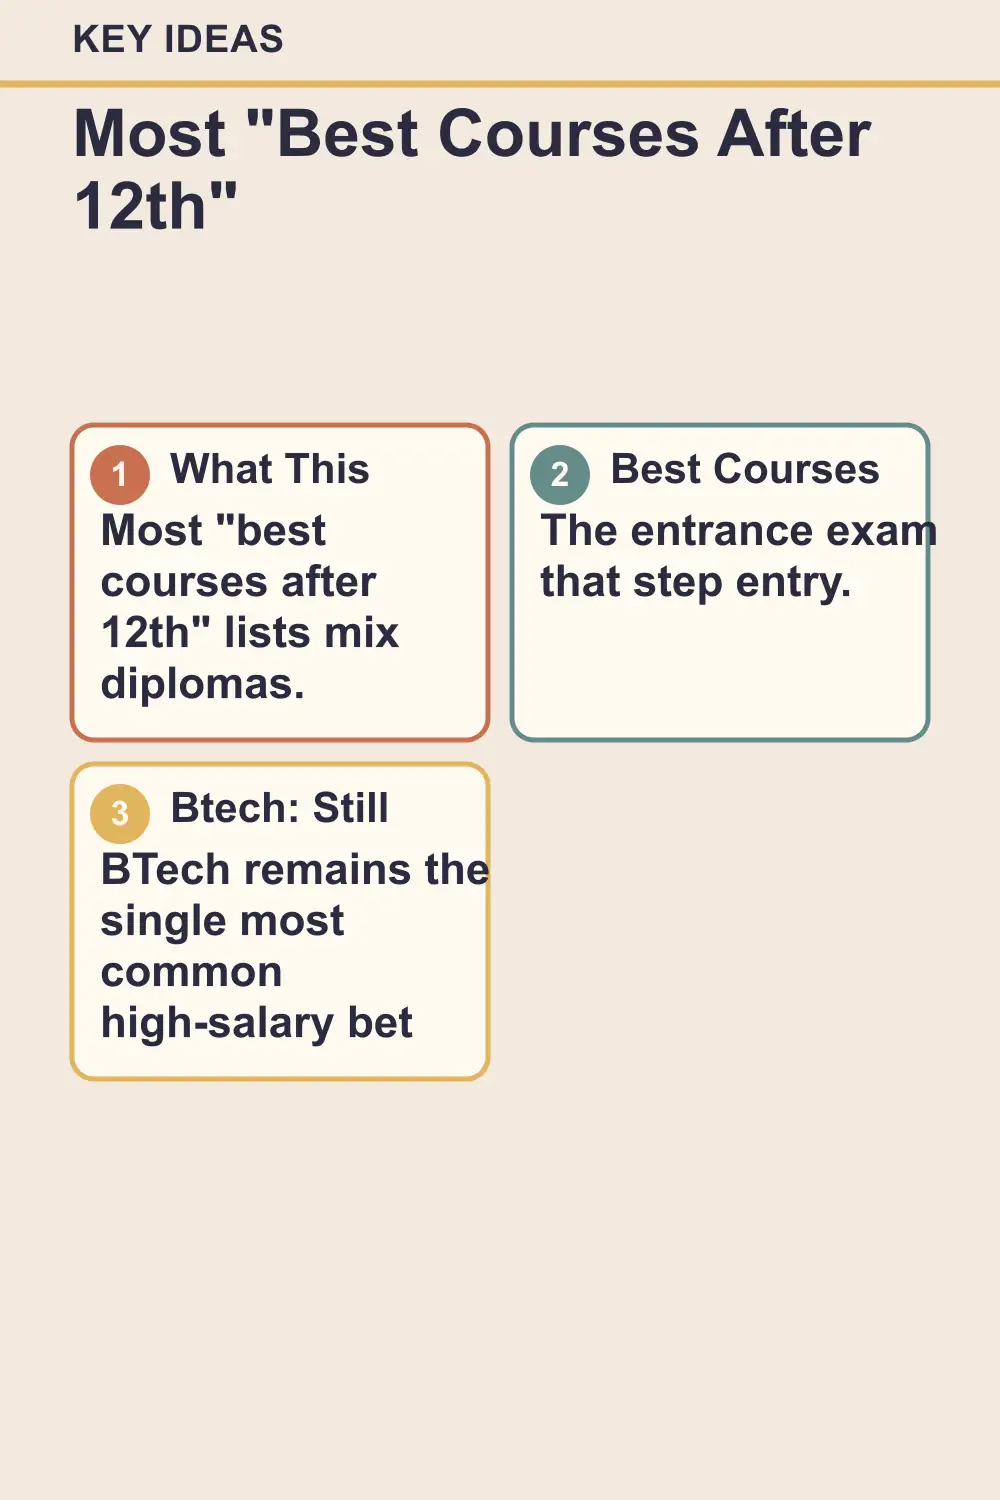 KEY IDEAS
Most "Best Courses After
12th"
1 What This
Most "best
courses after
12th" lists mix
diplomas.
2 Best Courses
The entrance exam
that step entry.
3 Btech: Still
BTech remains the
single most
common
high-salary bet